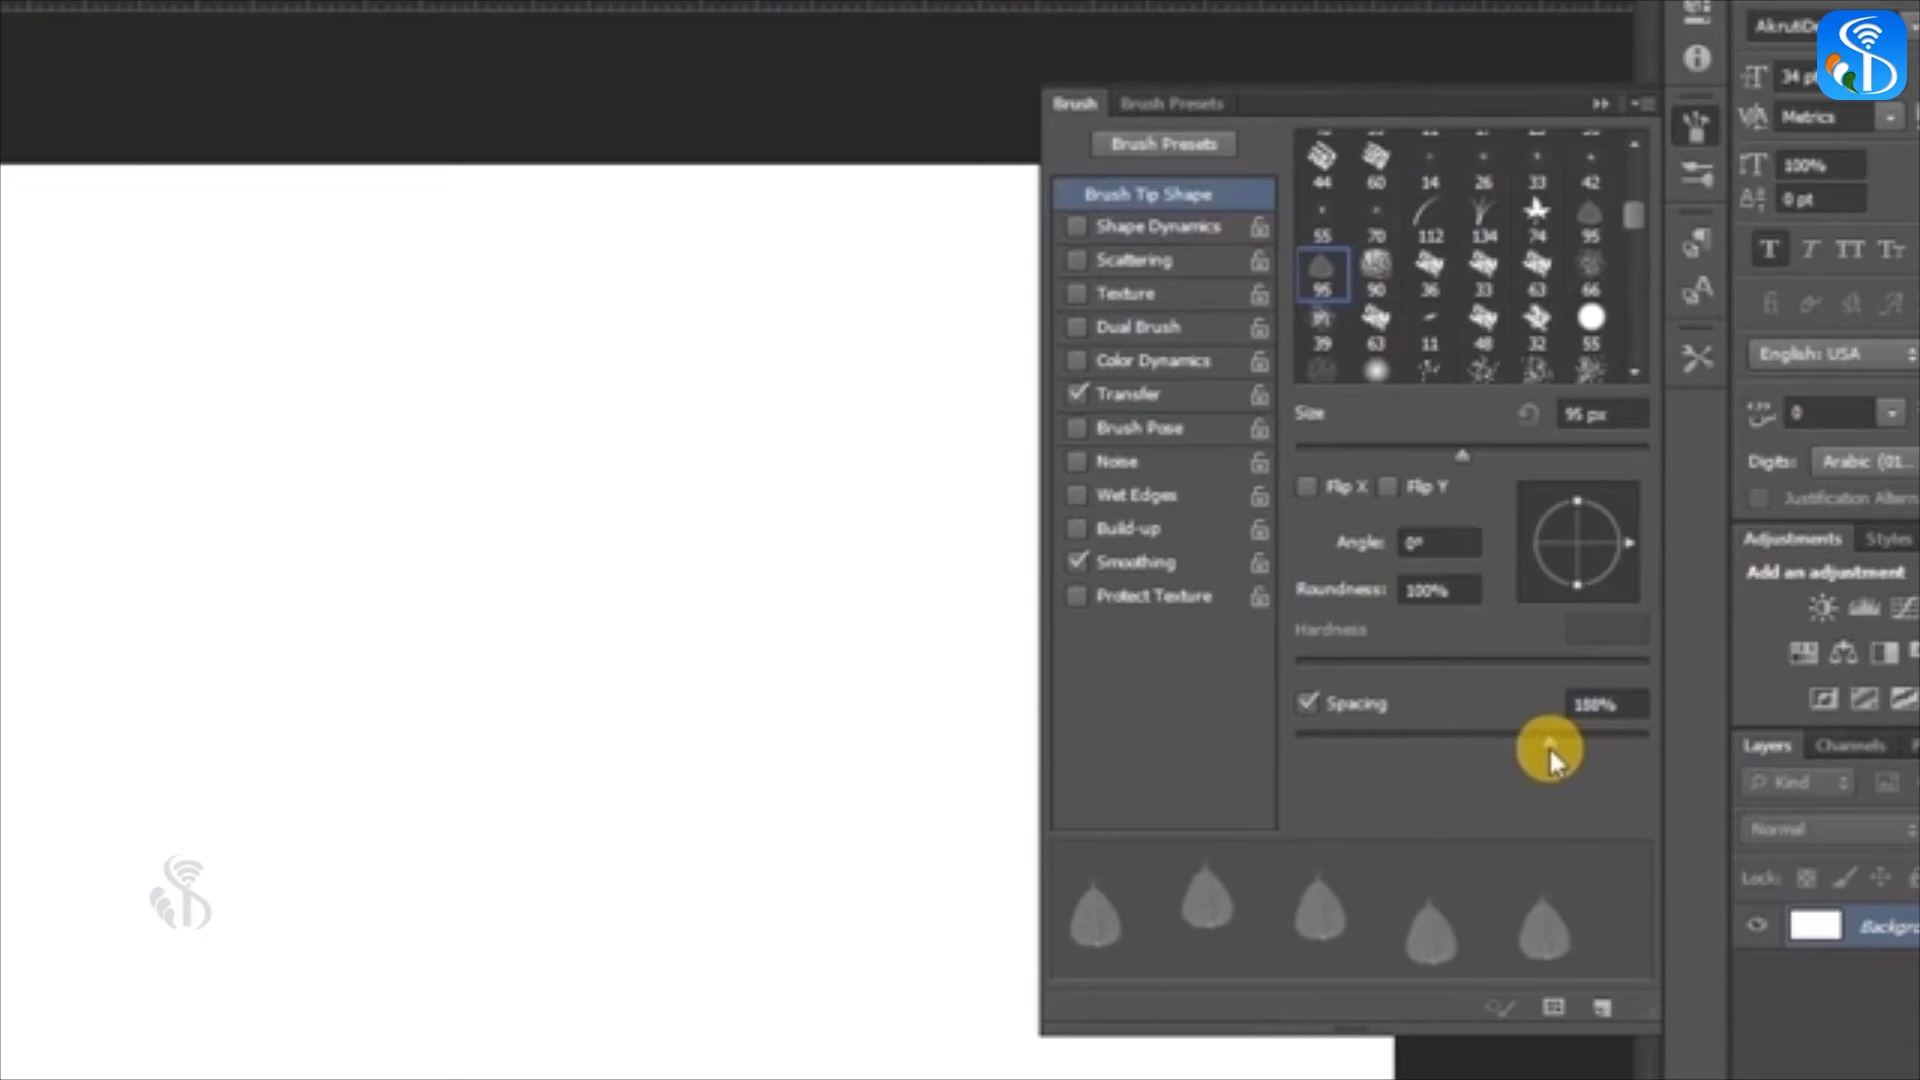 Brush
Brush Presets
Brush Presets
Brush Tip Shape
Shape Dynamics
Scattering
Texture
Dual Brush
Color Dynamics
Transfer
Brush Pose
Noise
Wet Edges
Build-up
Smoothing
Protect Texture
44 60 14 26 33 42
55 70 112 134 74 95
95 90 36 33 63 66
39 63 11 48 32 55
Size 95 px
Flip X Flip Y
Angle: 0°
Roundness: 100%
Hardness
Spacing 188%
34
Metrics
100%
0 pt
English: USA
0
Digits: Arabic (01...
Justification
Adjustments Styles
Add an adjustment
Layers Channels
Kind
Normal
Lock: